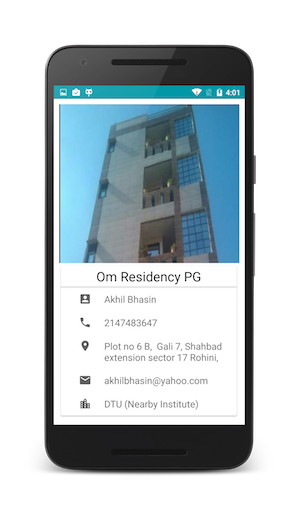 4:01
Om Residency PG
Akhil Bhasin
2147483647
Plot no 6 B, Gali 7, Shahbad
extension sector 17 Rohini,
akhilbhasin@yahoo.com
DTU (Nearby Institute)